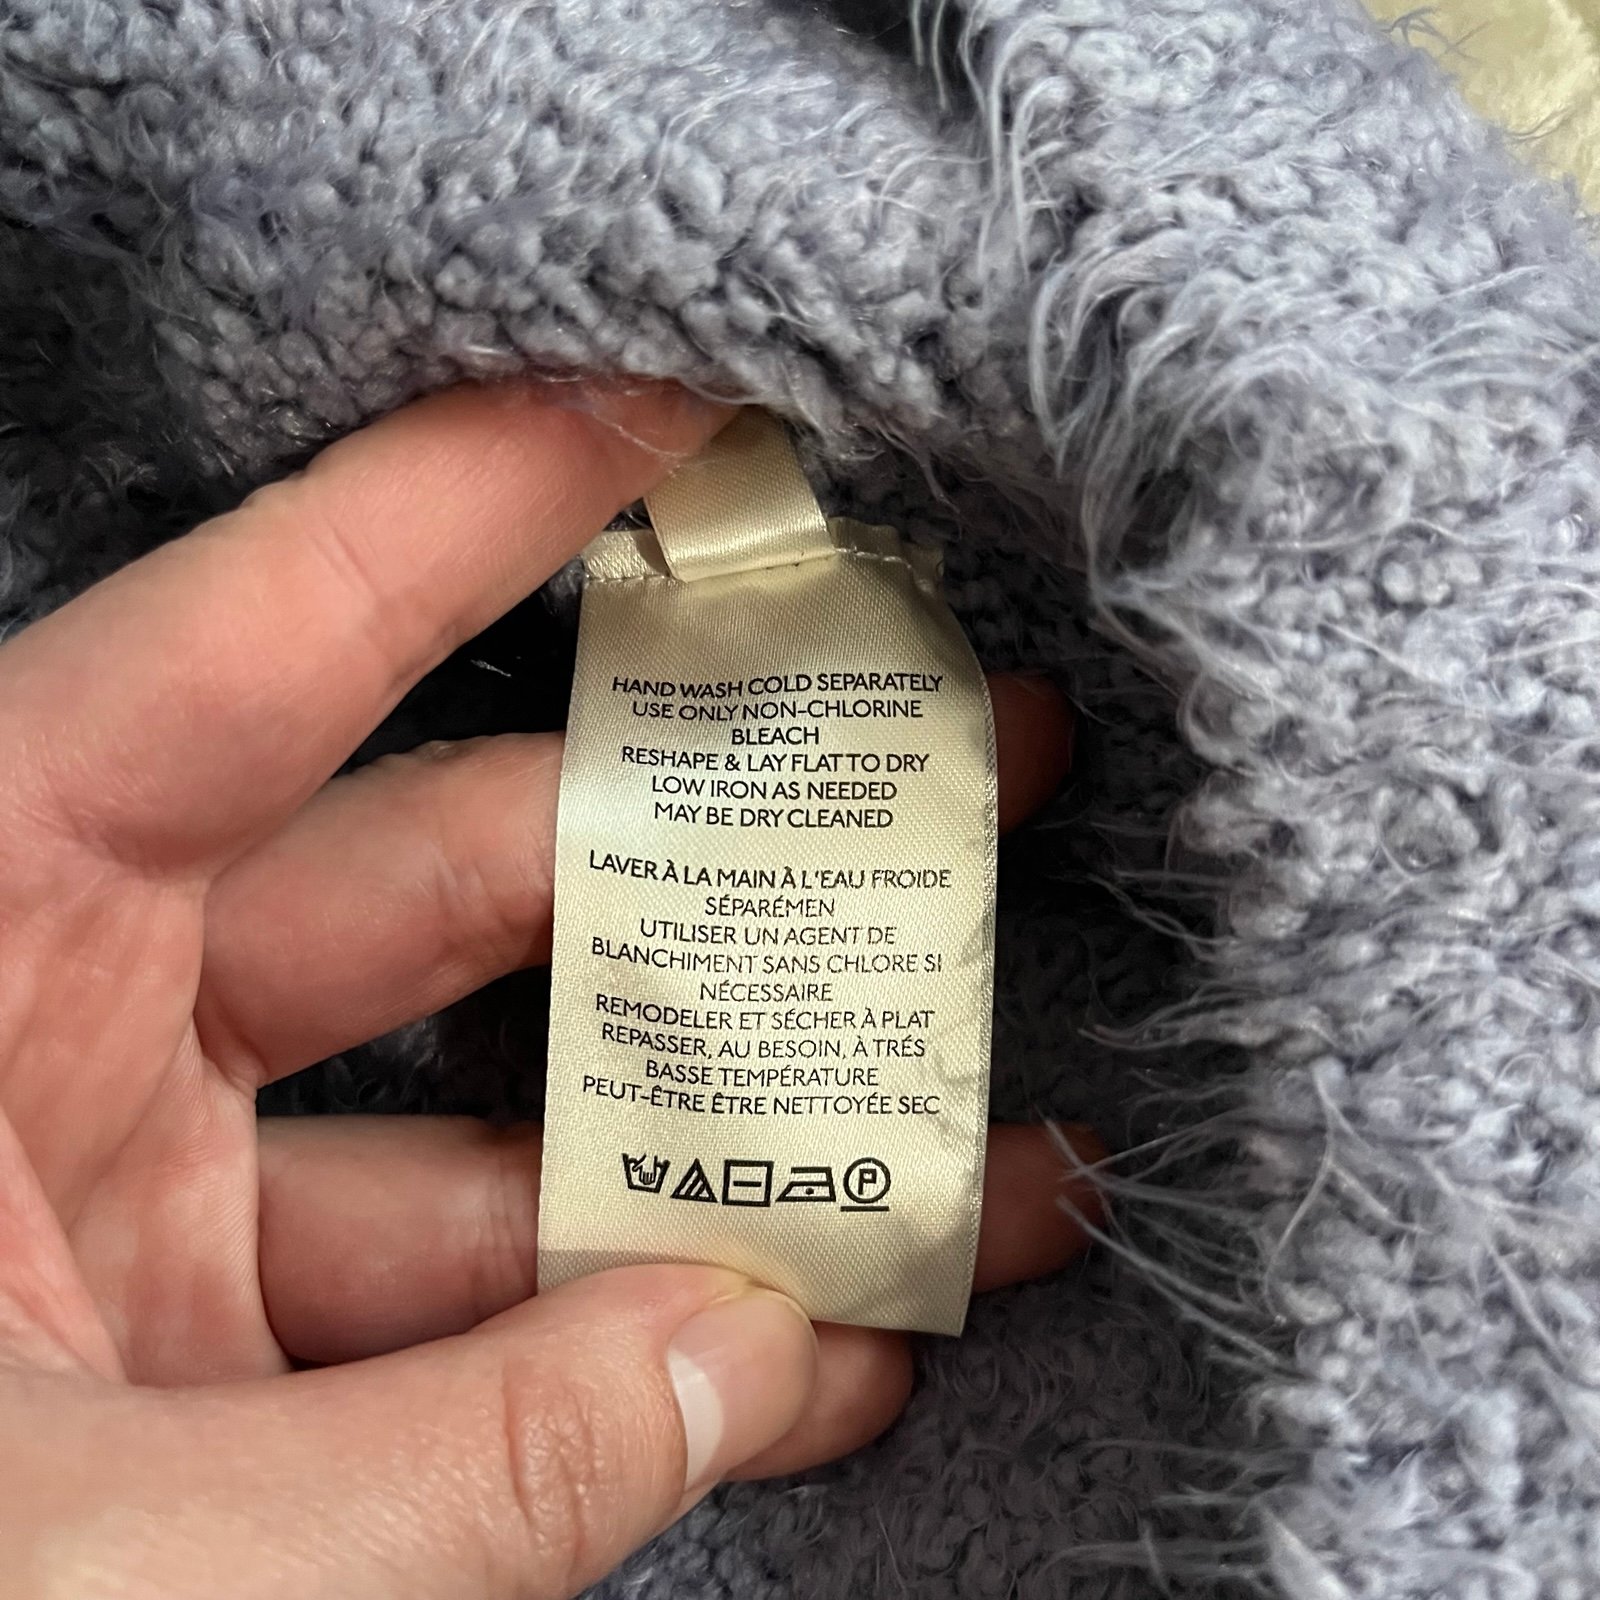 HAND WASH COLD SEPARATELY
USE ONLY NON-CHLORINE
BLEACH
RESHAPE & LAY FLAT TO DRY
LOW IRON AS NEEDED
MAY BE DRY CLEANED
LAVER À LA MAIN À L'EAU FROIDE
SÉPARÉMEN
UTILISER UN AGENT DE
BLANCHIMENT SANS CHLORE SI
NÉCESSAIRE
REMODELER ET SÉCHER À PLAT
REPASSER, AU BESOIN, À TRÉS
BASSE TEMPÉRATURE
PEUT-ÊTRE ÊTRE NETTOYÉE SEC
P